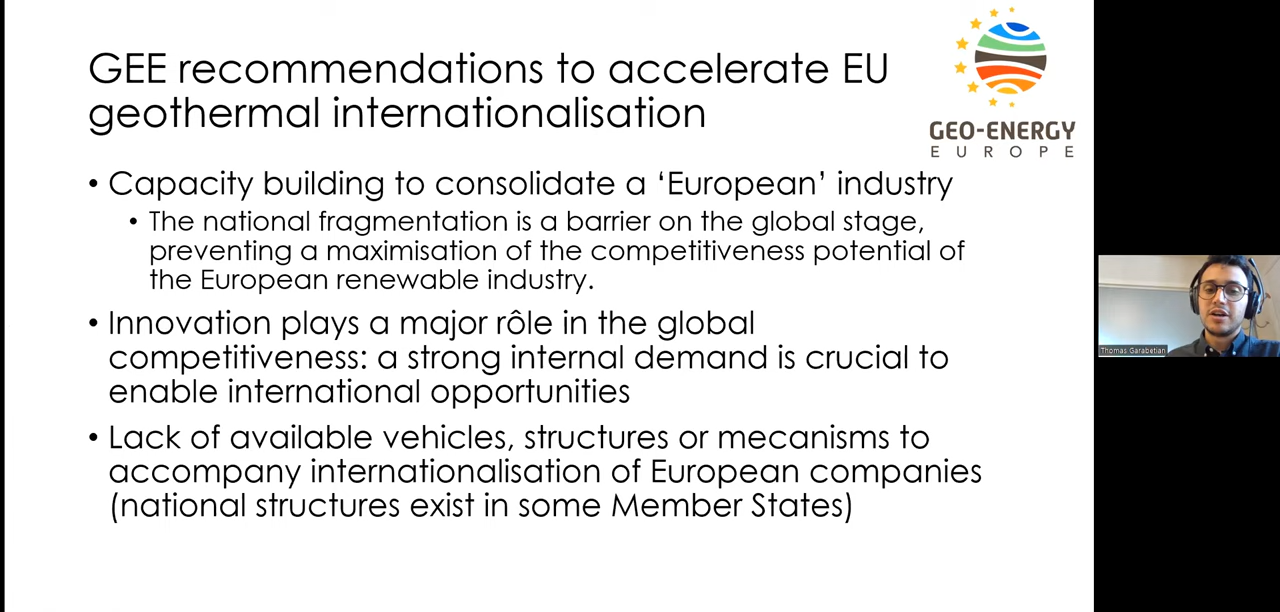 GEE recommendations to accelerate EU
geothermal internationalisation
GEO-ENERGY
EUROPE
• Capacity building to consolidate a ‘European’ industry
• The national fragmentation is a barrier on the global stage,
preventing a maximisation of the competitiveness potential of
the European renewable industry.
• Innovation plays a major rôle in the global
competitiveness: a strong internal demand is crucial to
enable international opportunities
• Lack of available vehicles, structures or mecanisms to
accompany internationalisation of European companies
(national structures exist in some Member States)
Thomas Garabetian